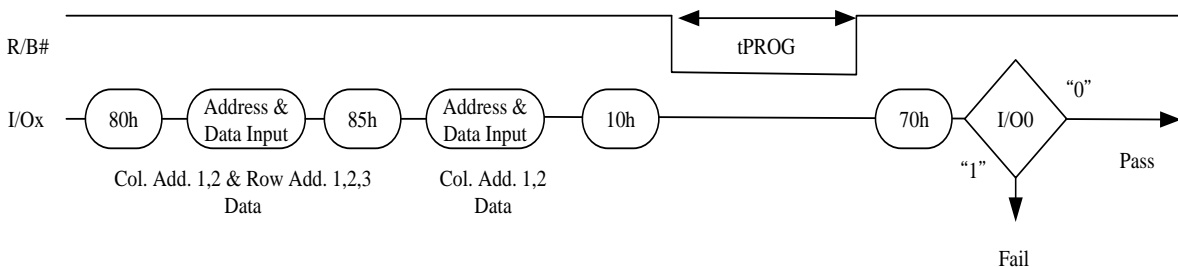 R/B#
tPROG
I/Ox
80h
Address &
Data Input
85h
Address &
Data Input
10h
70h
I/O0
“0”
“1”
Pass
Col. Add. 1,2 & Row Add. 1,2,3
Data
Col. Add. 1,2
Data
Fail